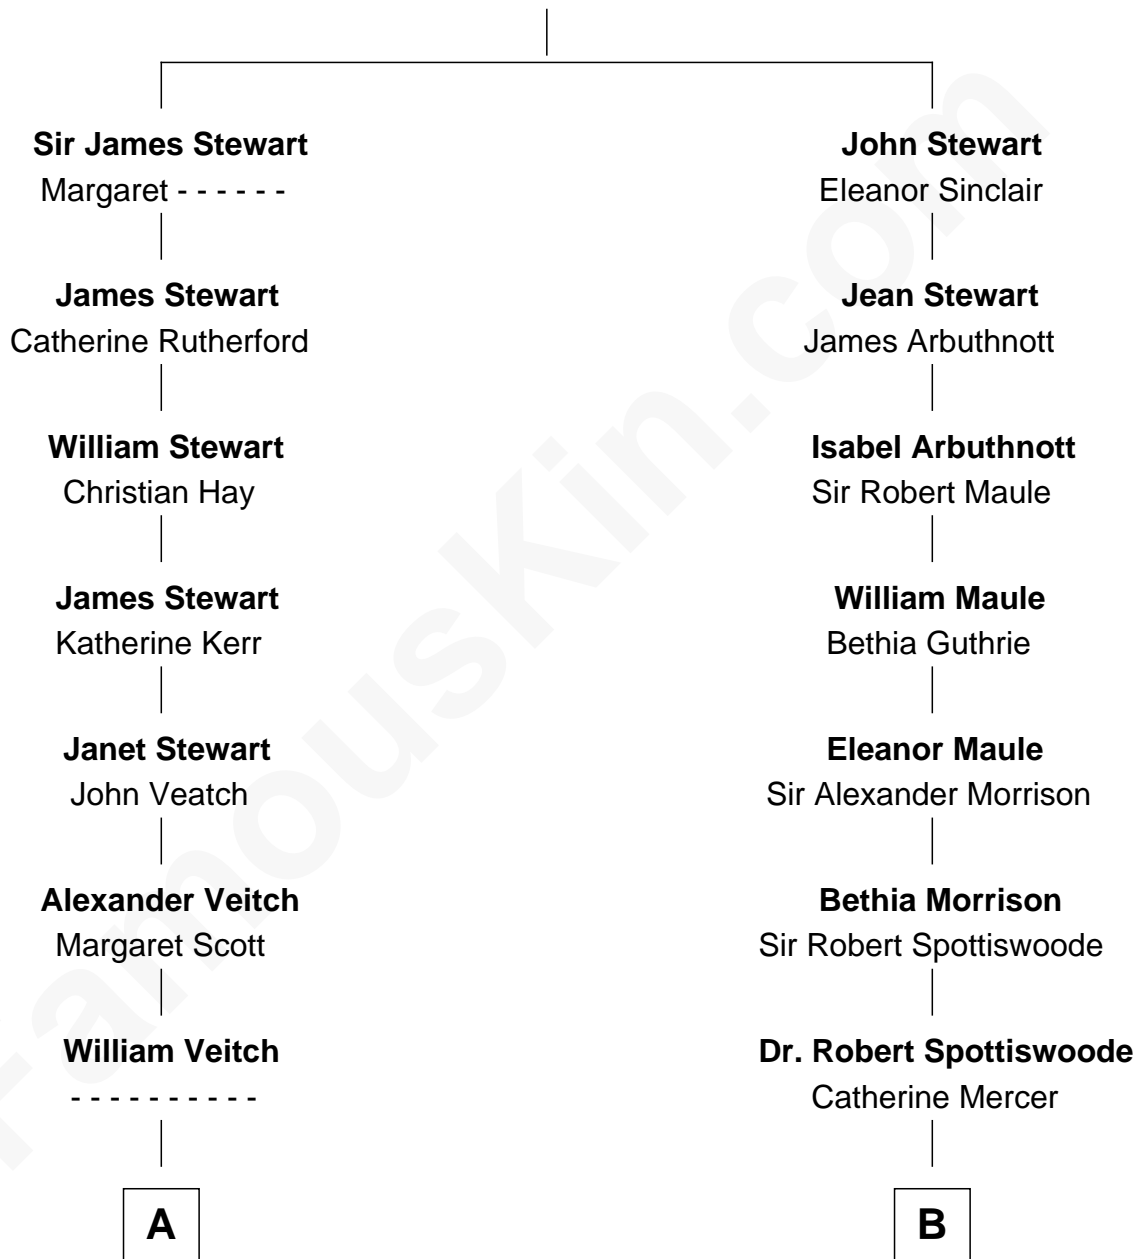 Sir James Stewart
Margaret - - - - - -
James Stewart
Catherine Rutherford
William Stewart
Christian Hay
James Stewart
Katherine Kerr
Janet Stewart
John Veatch
Alexander Veitch
Margaret Scott
William Veitch
- - - - - - - - - -
A
John Stewart
Eleanor Sinclair
Jean Stewart
James Arbuthnott
Isabel Arbuthnott
Sir Robert Maule
William Maule
Bethia Guthrie
Eleanor Maule
Sir Alexander Morrison
Bethia Morrison
Sir Robert Spottiswoode
Dr. Robert Spottiswoode
Catherine Mercer
B
FamousKin.com